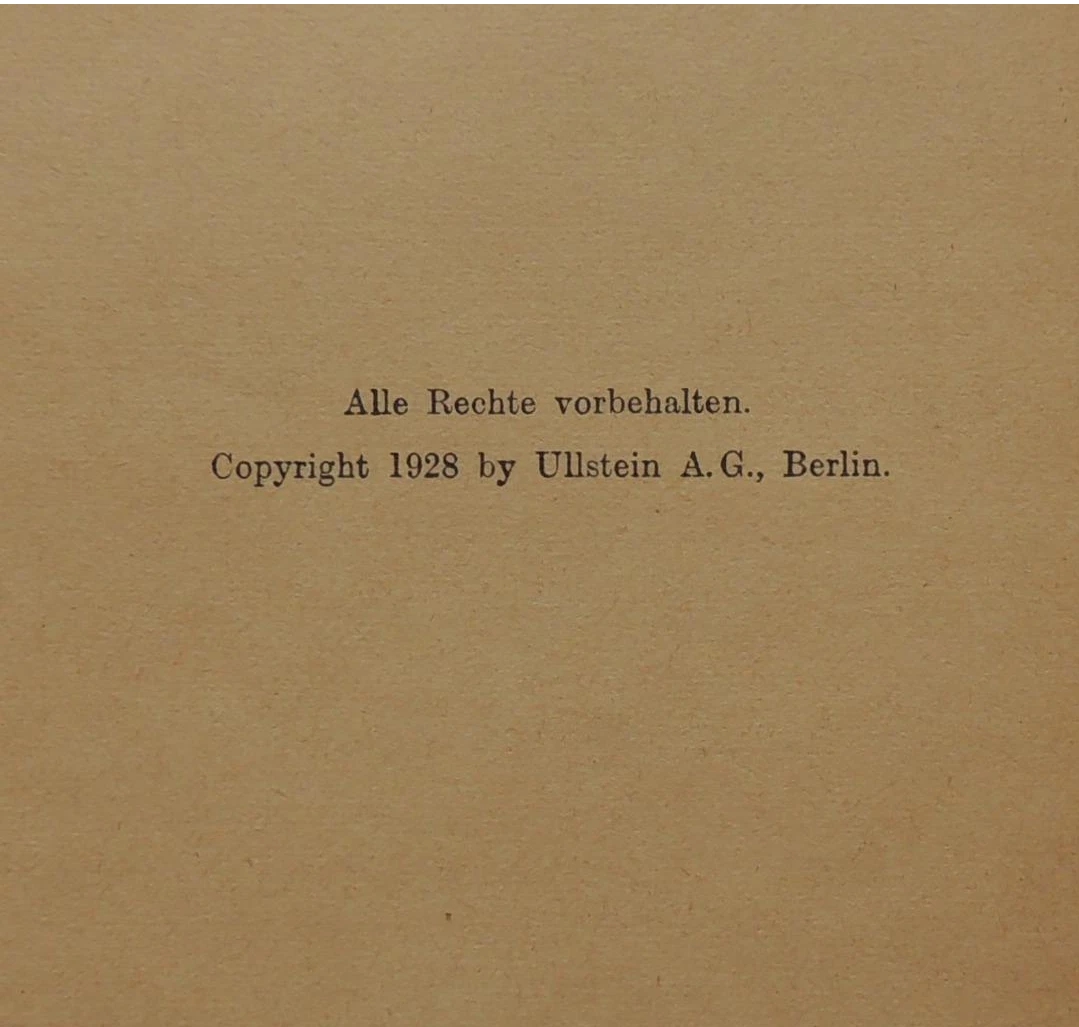 Alle Rechte vorbehalten.
Copyright 1928 by Ullstein A. G., Berlin.